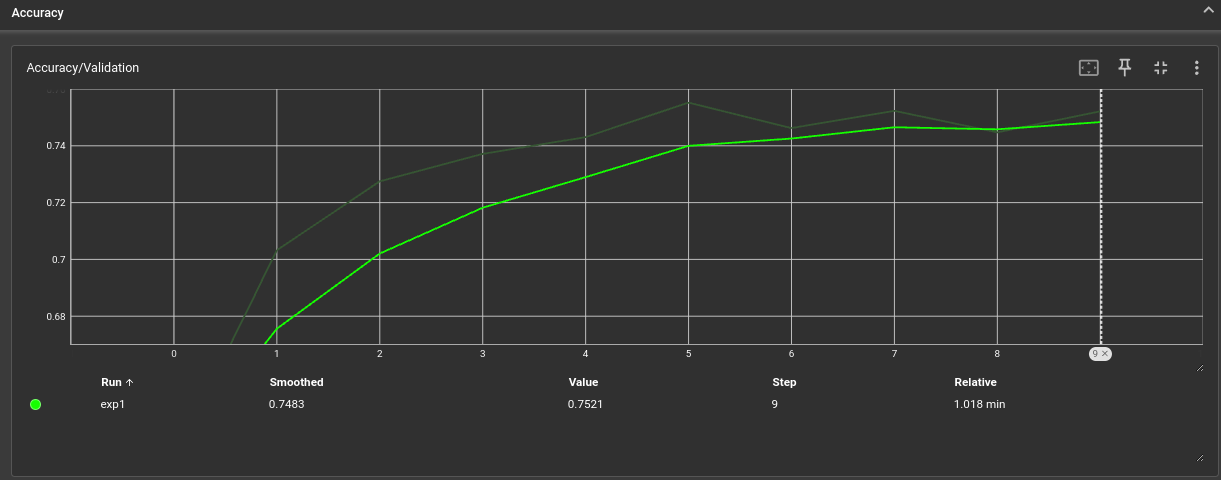 Accuracy
Accuracy/Validation
0.74
0.72
0.7
0.68
0 1 2 3 4 5 6 7 8 9 ×
Run ↑ Smoothed Value Step Relative
exp1 0.7483 0.7521 9 1.018 min